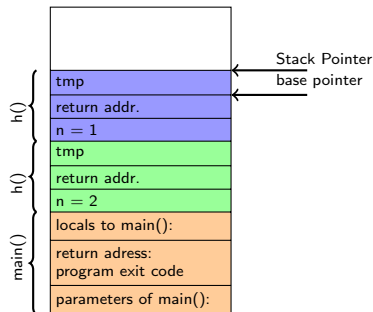 Stack Pointer
base pointer
tmp
return addr.
n = 1
tmp
return addr.
n = 2
locals to main():
return adress:
program exit code
parameters of main():
h()
h()
main()